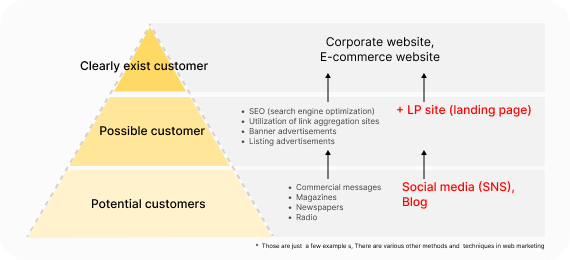 Corporate website,
E-commerce website
Clearly exist customer
• SEO (search engine optimization)
• Utilization of link aggregation sites
• Banner advertisements
• Listing advertisements
+ LP site (landing page)
Possible customer
• Commercial messages
• Magazines
• Newspapers
• Radio
Social media (SNS),
Blog
Potential customers
* Those are just a few example s, There are various other methods and techniques in web marketing